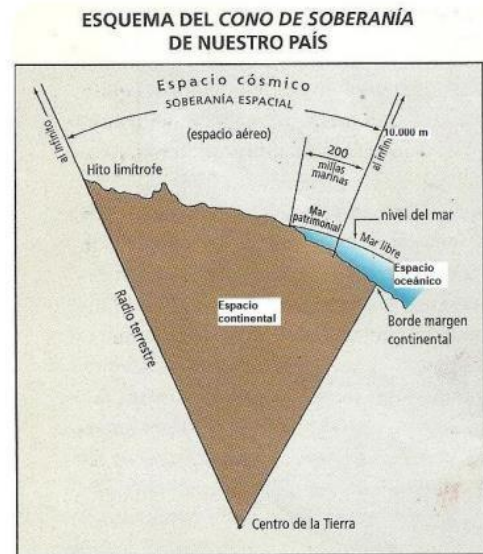 ESQUEMA DEL CONO DE SOBERANÍA
DE NUESTRO PAÍS
Espacio cósmico
SOBERANÍA ESPACIAL
(espacio aéreo)
al infinito
10.000 m
al infini
200
millas
marinas
Hito limítrofe
Mar
patrimonial
nivel del mar
Mar libre
Espacio
oceánico
Espacio
continental
Borde margen
continental
Radio terrestre
Centro de la Tierra